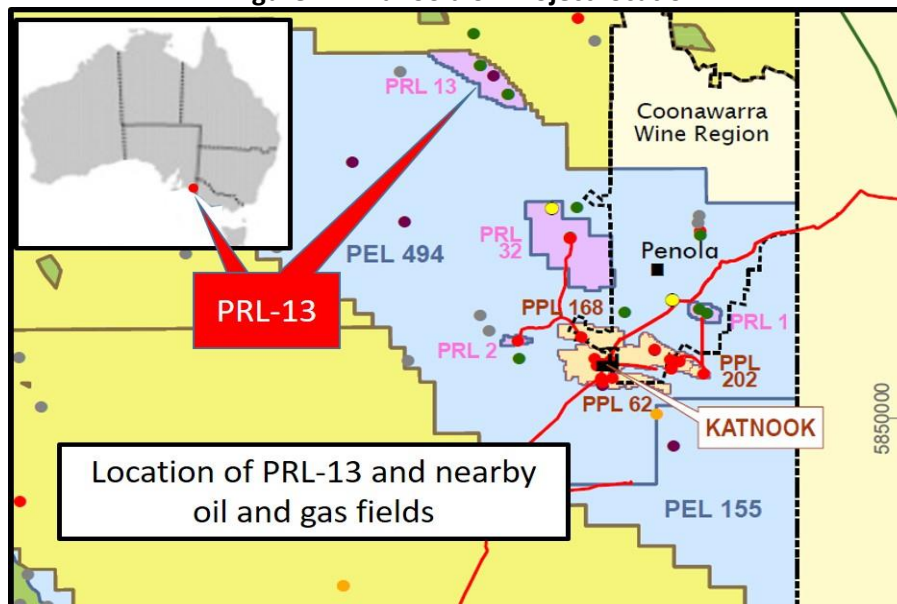 PRL 13
Coonawarra
Wine Region
PEL 494
PRL
32
Penola
PRL-13
PPL 168
PRL 1
PRL 2
PPL
202
PPL 62
KATNOOK
5850000
Location of PRL-13 and nearby
oil and gas fields
PEL 155